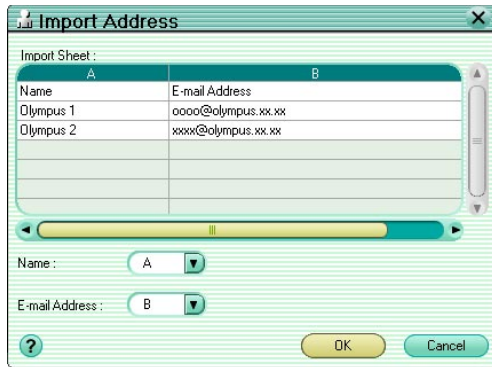 Import Address
Import Sheet :
A B
Name E-mail Address
Olympus 1 oooo@olympus.xx.xx
Olympus 2 xxxx@olympus.xx.xx
Name : A
E-mail Address : B
? OK Cancel